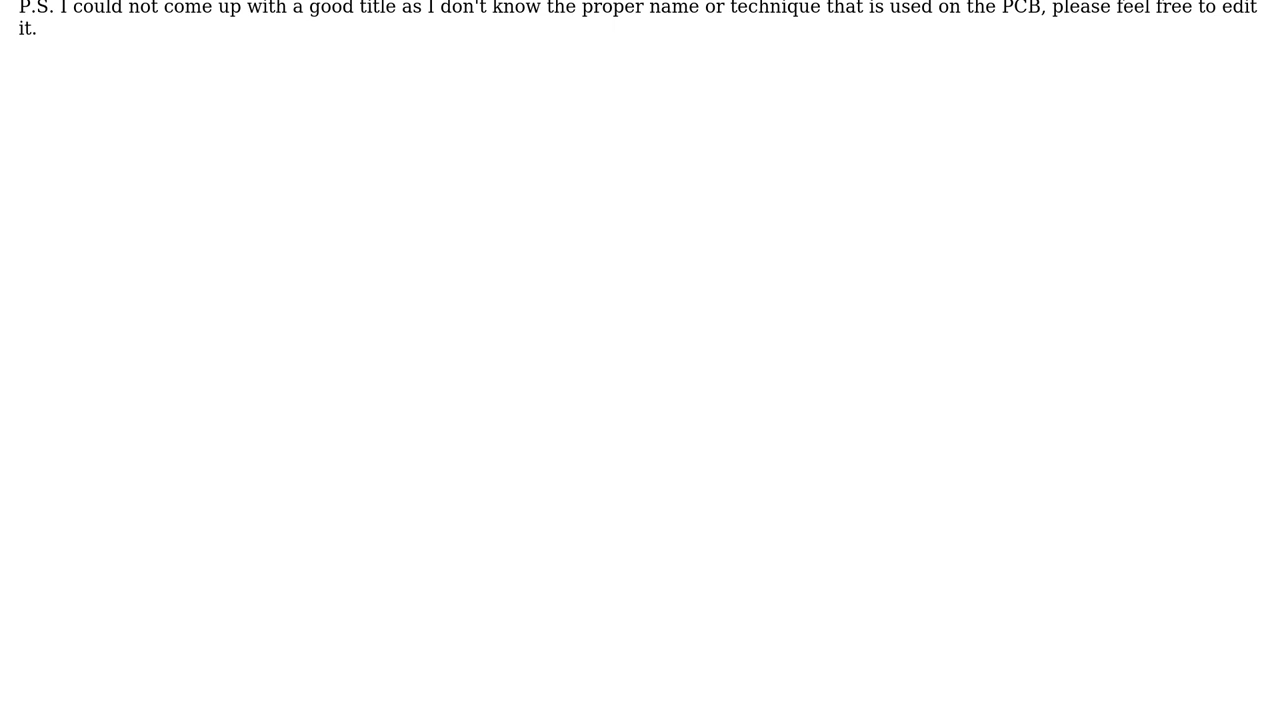 P.S. I could not come up with a good title as I don't know the proper name or technique that is used on the PCB, please feel free to edit
it.